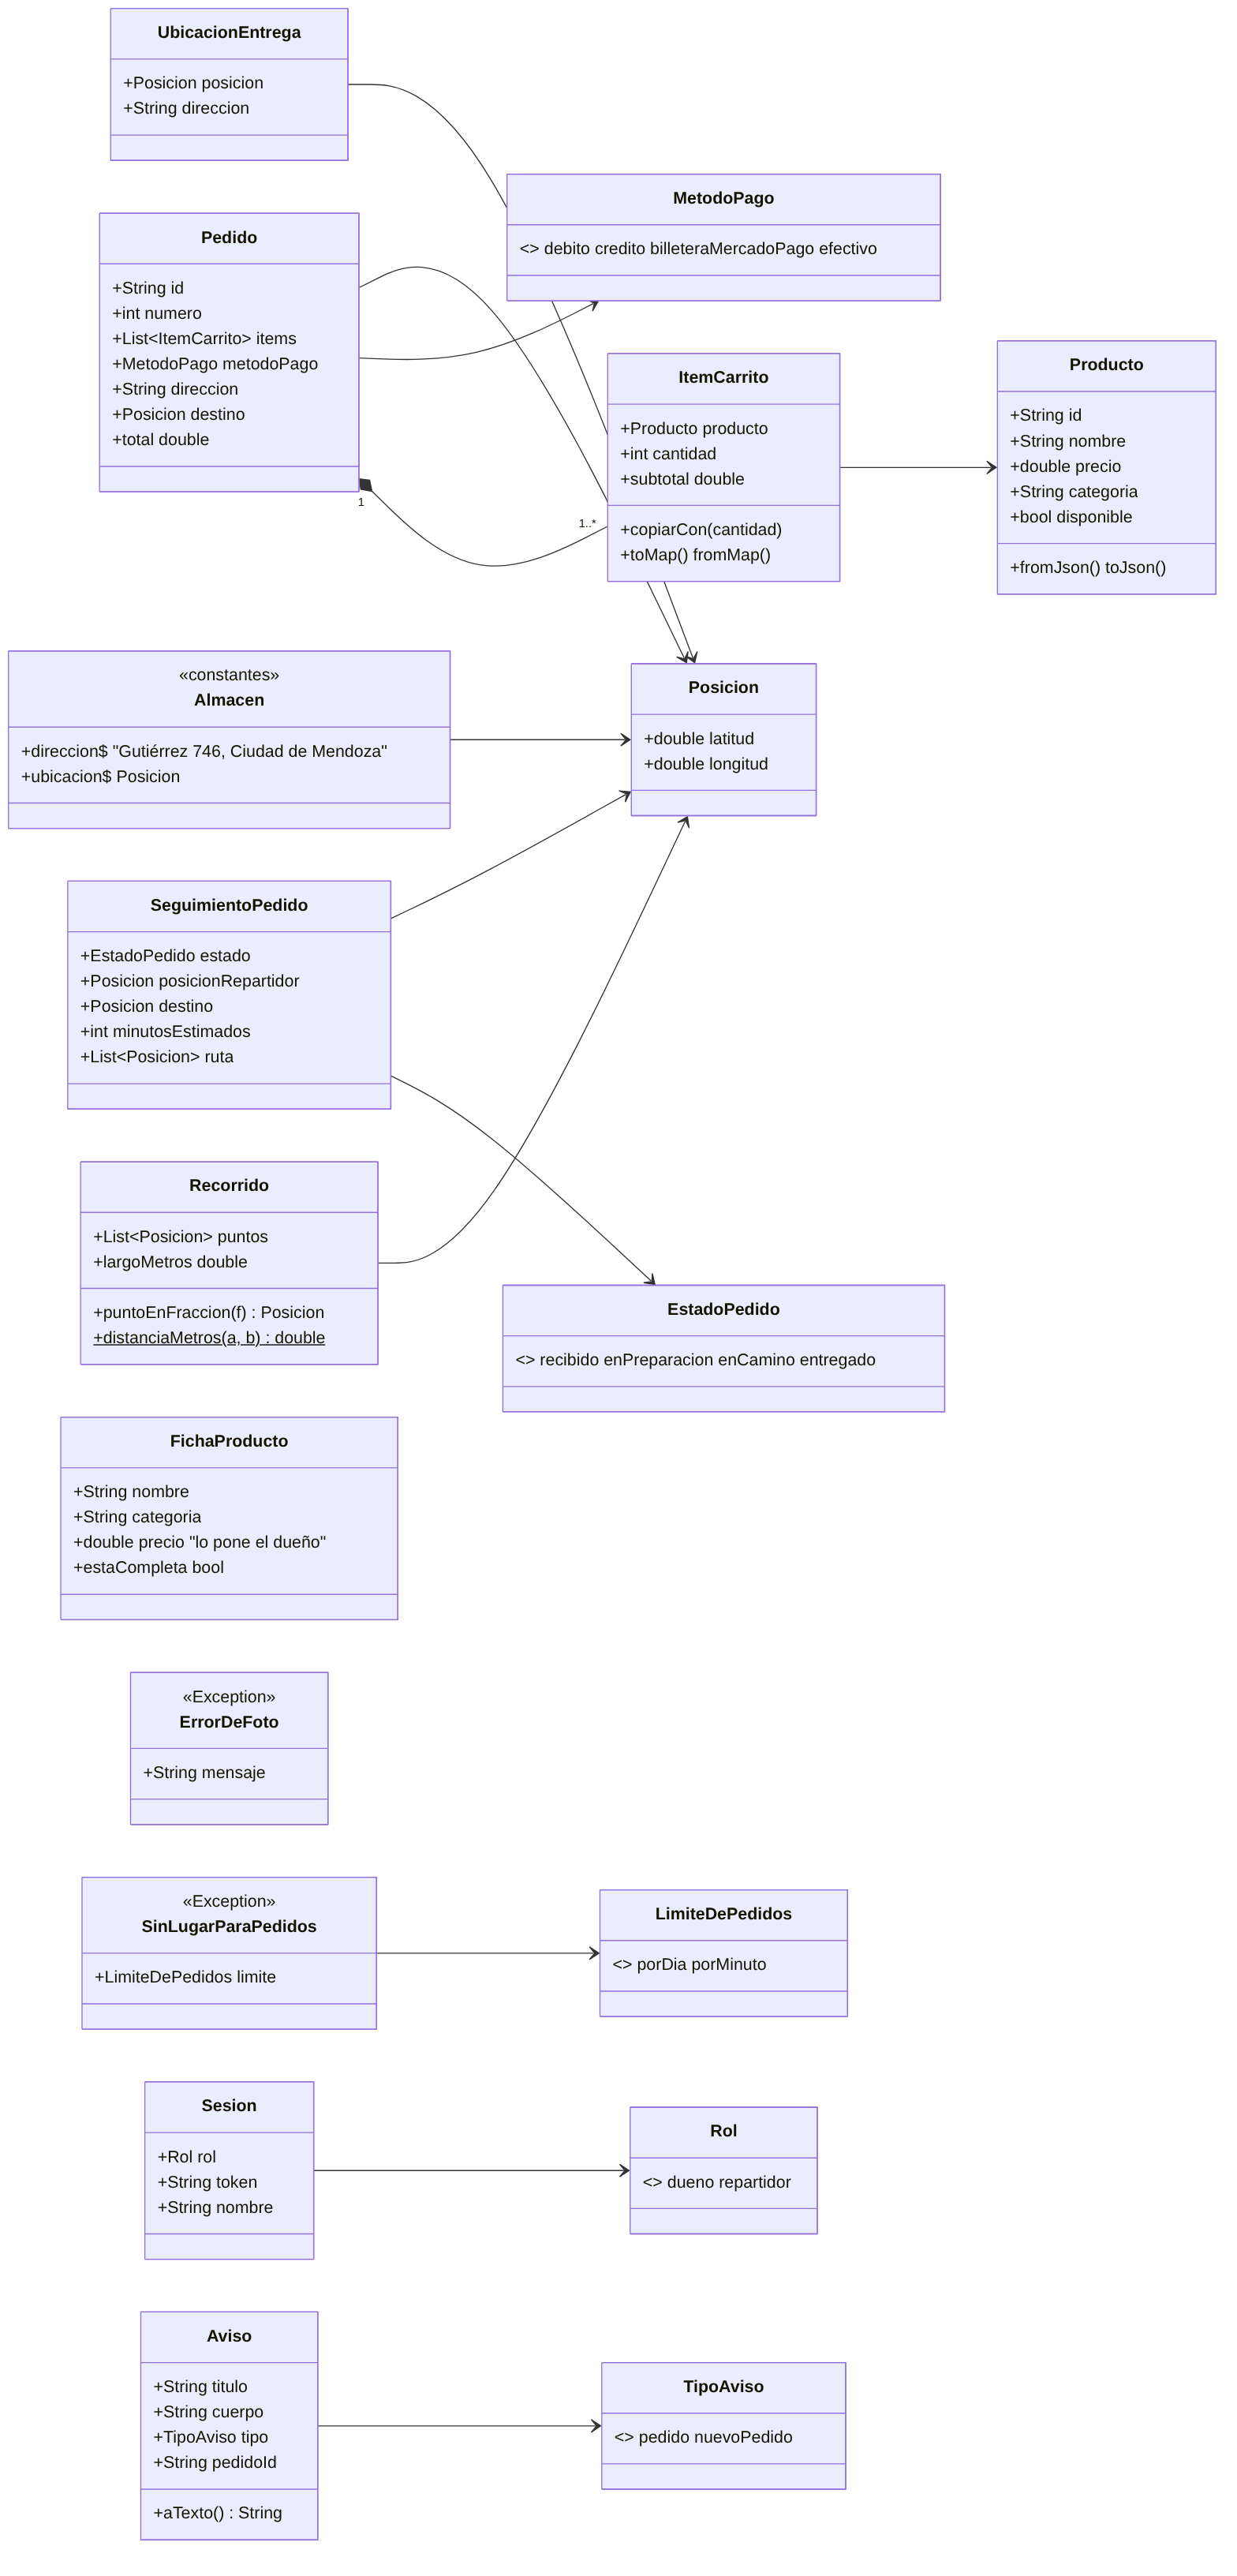 UbicacionEntrega
+Posicion posicion
+String direccion
MetodoPago
<> debito credito billeteraMercadoPago efectivo
Pedido
+String id
+int numero
+List<ItemCarrito> items
+MetodoPago metodoPago
+String direccion
+Posicion destino
+total double
1
1..*
ItemCarrito
+Producto producto
+int cantidad
+subtotal double
+copiarCon(cantidad)
+toMap() fromMap()
Producto
+String id
+String nombre
+double precio
+String categoria
+bool disponible
+fromJson() toJson()
«constantes»
Almacen
+direccion$ "Gutiérrez 746, Ciudad de Mendoza"
+ubicacion$ Posicion
Posicion
+double latitud
+double longitud
SeguimientoPedido
+EstadoPedido estado
+Posicion posicionRepartidor
+Posicion destino
+int minutosEstimados
+List<Posicion> ruta
Recorrido
+List<Posicion> puntos
+largoMetros double
+puntoEnFraccion(f) : Posicion
+distanciaMetros(a, b) : double
EstadoPedido
<> recibido enPreparacion enCamino entregado
FichaProducto
+String nombre
+String categoria
+double precio "lo pone el dueño"
+estaCompleta bool
«Exception»
ErrorDeFoto
+String mensaje
«Exception»
SinLugarParaPedidos
+LimiteDePedidos limite
LimiteDePedidos
<> porDia porMinuto
Sesion
+Rol rol
+String token
+String nombre
Rol
<> dueno repartidor
Aviso
+String titulo
+String cuerpo
+TipoAviso tipo
+String pedidoId
+aTexto() : String
TipoAviso
<> pedido nuevoPedido